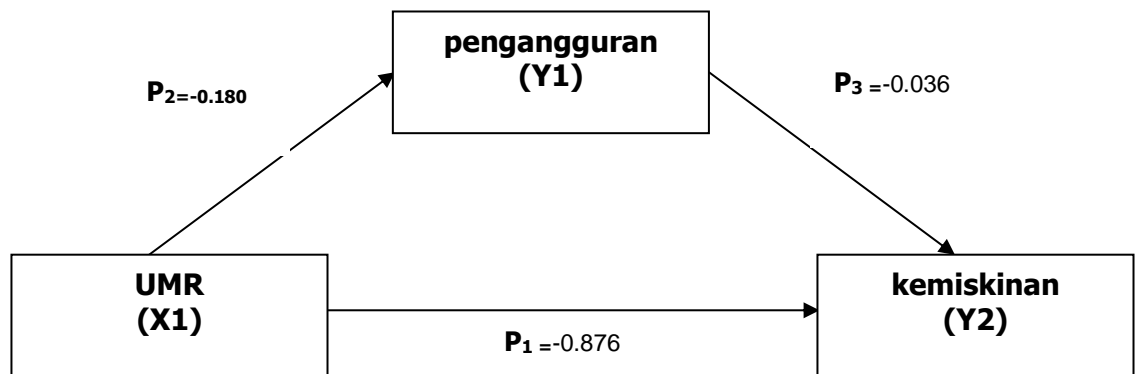 pengangguran
(Y1)
P2=-0.180
P3 =-0.036
UMR
(X1)
kemiskinan
(Y2)
P1 =-0.876